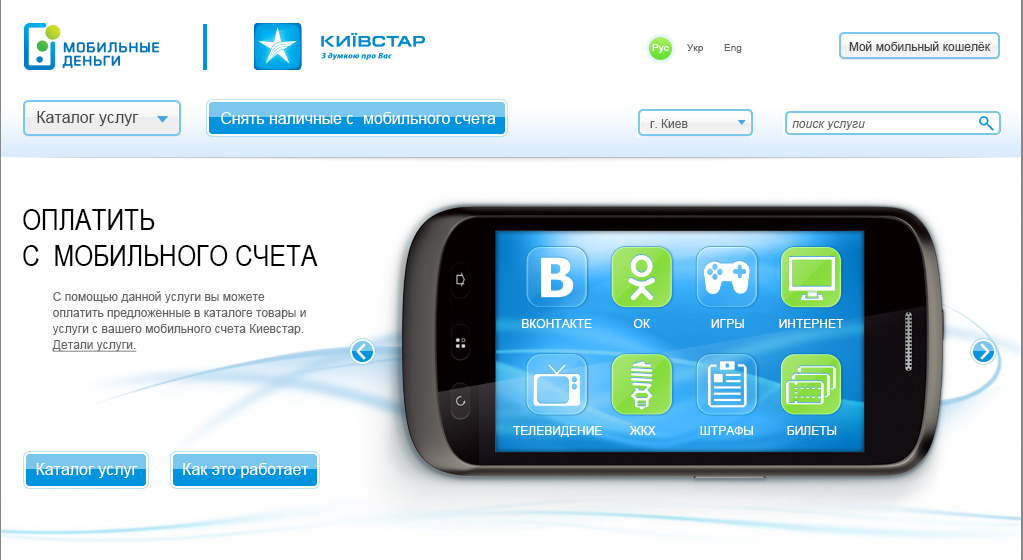 МОБИЛЬНЫЕ
ДЕНЬГИ
КИЇВСТАР
З думкою про Вас
Рус Укр Eng
Мой мобильный кошелёк
Каталог услуг
Снять наличные с мобильного счета
г. Киев
поиск услуги
ОПЛАТИТЬ
С МОБИЛЬНОГО СЧЕТА
С помощью данной услуги вы можете
оплатить предложенные в каталоге товары и
услуги с вашего мобильного счета Киевстар.
Детали услуги.
Каталог услуг
Как это работает
В
ВКОНТАКТЕ ОК ИГРЫ ИНТЕРНЕТ
ТЕЛЕВИДЕНИЕ ЖКХ ШТРАФЫ БИЛЕТЫ